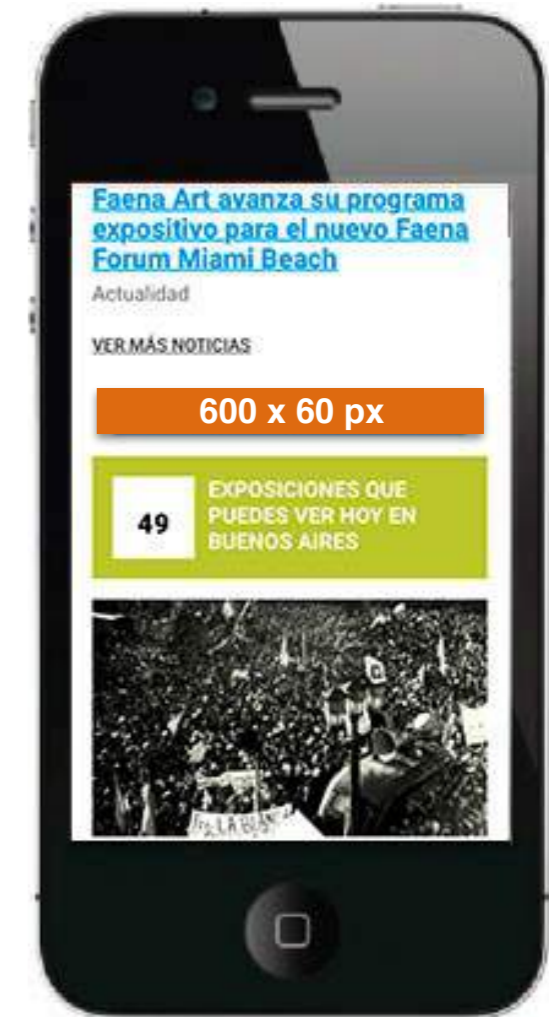 Faena Art avanza su programa
expositivo para el nuevo Faena
Forum Miami Beach
Actualidad
VER MÁS NOTICIAS
600 x 60 px
49
EXPOSICIONES QUE
PUEDES VER HOY EN
BUENOS AIRES